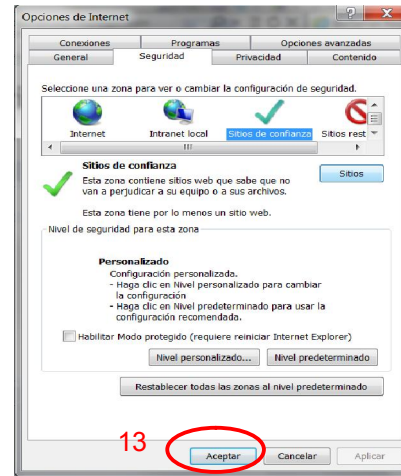 Opciones de Internet
Conexiones Programas Opciones avanzadas
General Seguridad Privacidad Contenido
Seleccione una zona para ver o cambiar la configuración de seguridad.
Internet Intranet local Sitios de confianza Sitios rest
Sitios de confianza
Esta zona contiene sitios web que sabe que no
van a perjudicar a su equipo o a sus archivos.
Sitios
Esta zona tiene por lo menos un sitio web.
Nivel de seguridad para esta zona
Personalizado
Configuración personalizada.
- Haga clic en Nivel personalizado para cambiar
la configuración
- Haga clic en Nivel predeterminado para usar la
configuración recomendada.
Habilitar Modo protegido (requiere reiniciar Internet Explorer)
Nivel personalizado... Nivel predeterminado
Restablecer todas las zonas al nivel predeterminado
13
Aceptar Cancelar Aplicar